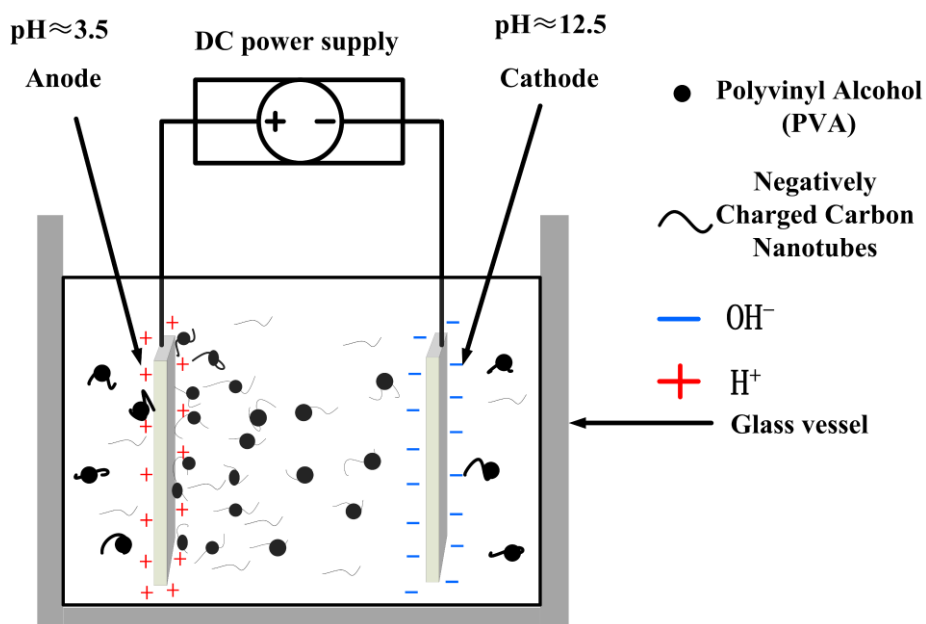 pH≈3.5
Anode
DC power supply
pH≈12.5
Cathode
+ −
Polyvinyl Alcohol
(PVA)
Negatively
Charged Carbon
Nanotubes
OH⁻
H⁺
Glass vessel